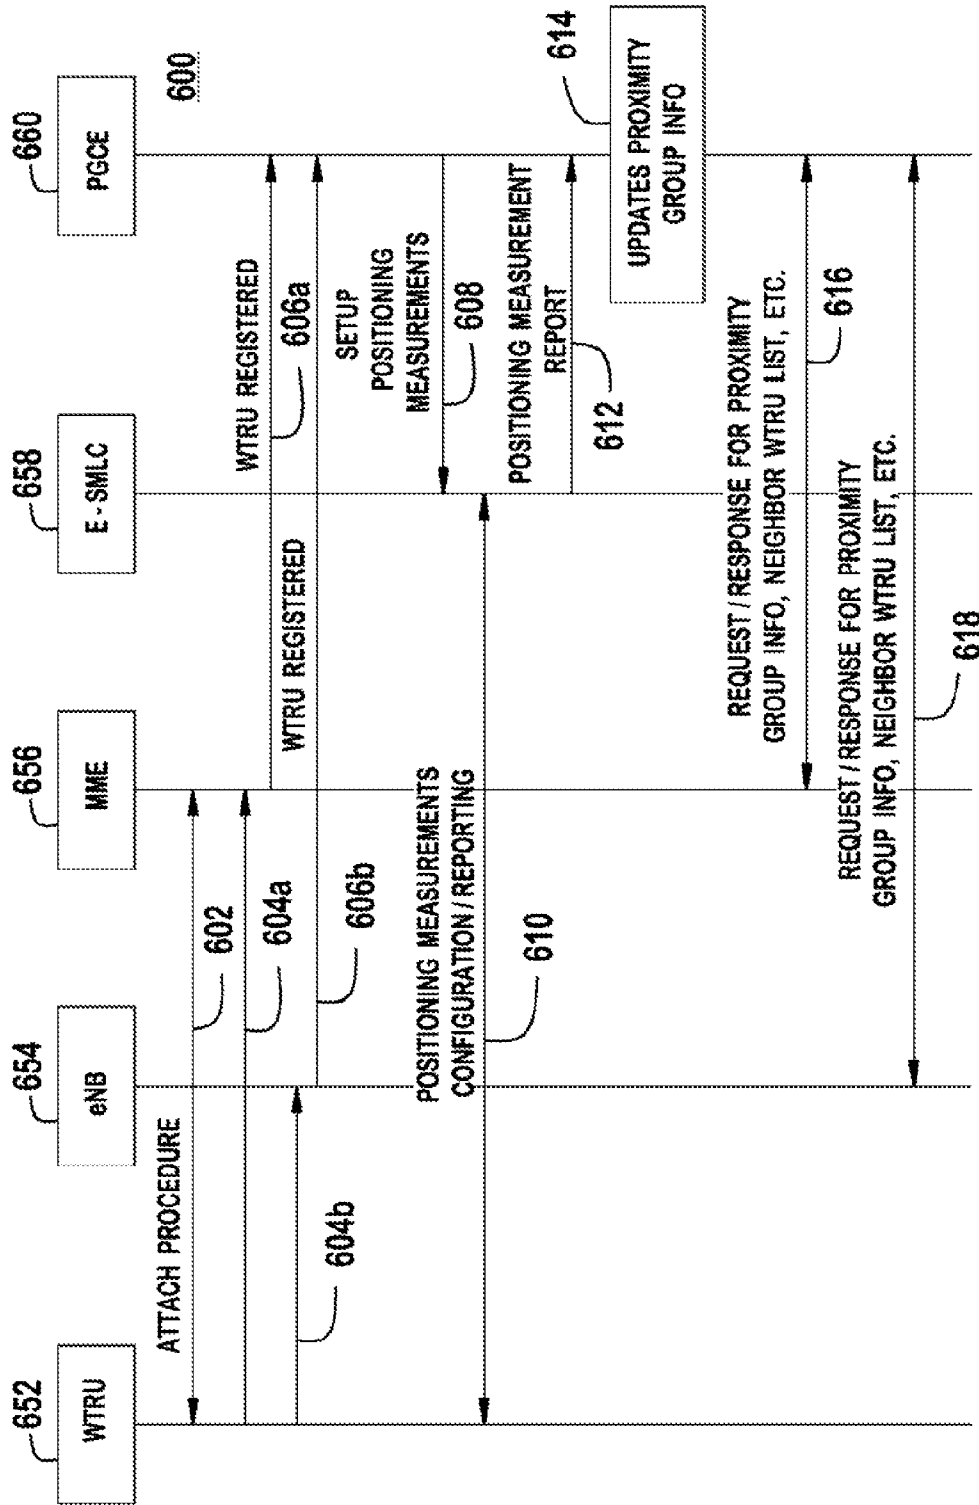 652
WTRU
654
eNB
656
MME
658
E-SMLC
660
PGCE
600
ATTACH PROCEDURE
602
604a
WTRU REGISTERED
606a
604b
606b
WTRU REGISTERED
SETUP
POSITIONING
MEASUREMENTS
608
POSITIONING MEASUREMENTS
CONFIGURATION/REPORTING
610
POSITIONING MEASUREMENT
REPORT
612
614
UPDATES PROXIMITY
GROUP INFO
REQUEST/RESPONSE FOR PROXIMITY
GROUP INFO, NEIGHBOR WTRU LIST, ETC.
616
REQUEST/RESPONSE FOR PROXIMITY
GROUP INFO, NEIGHBOR WTRU LIST, ETC.
618